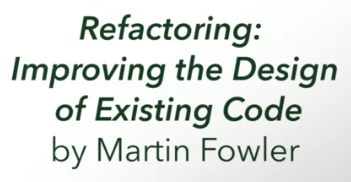 Refactoring:
Improving the Design
of Existing Code
by Martin Fowler